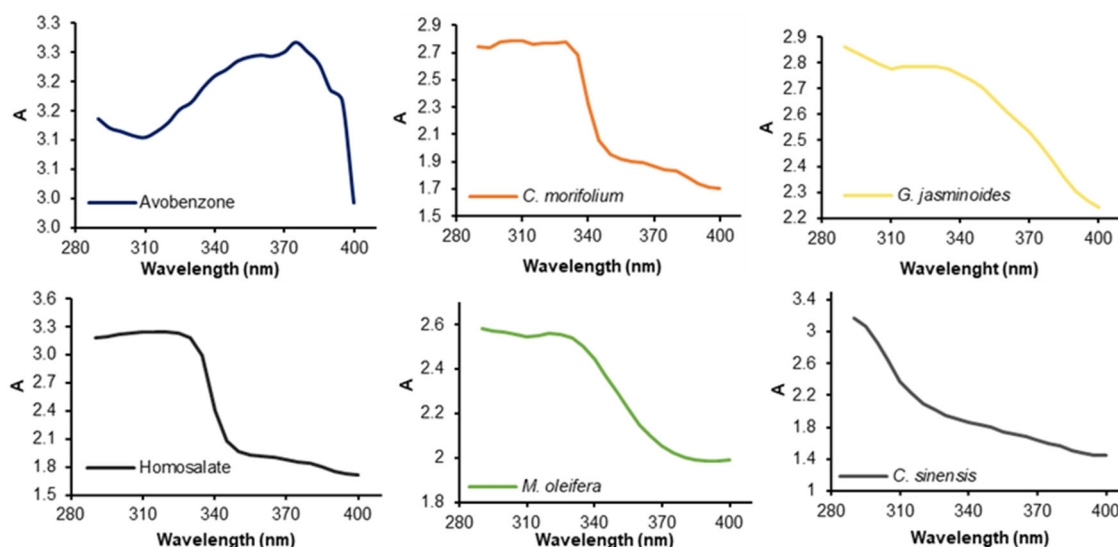 3.3
3.3
3.2
3.2
3.1
3.1
3.0
3.0
A
Avobenzone
280 310 340 370 400
Wavelength (nm)
2.9
2.7
2.5
2.3
2.1
1.9
1.7
1.5
A
C. morifolium
280 310 340 370 400
Wavelength (nm)
2.9
2.8
2.7
2.6
2.5
2.4
2.3
2.2
A
G. jasminoides
280 310 340 370 400
Wavelenght (nm)
3.6
3.3
3.0
2.7
2.4
2.1
1.8
1.5
A
Homosalate
280 310 340 370 400
Wavelength (nm)
2.6
2.4
2.2
2
1.8
A
M. oleifera
280 310 340 370 400
Wavelength (nm)
3.4
3
2.6
2.2
1.8
1.4
1
A
C. sinensis
280 310 340 370 400
Wavelength (nm)